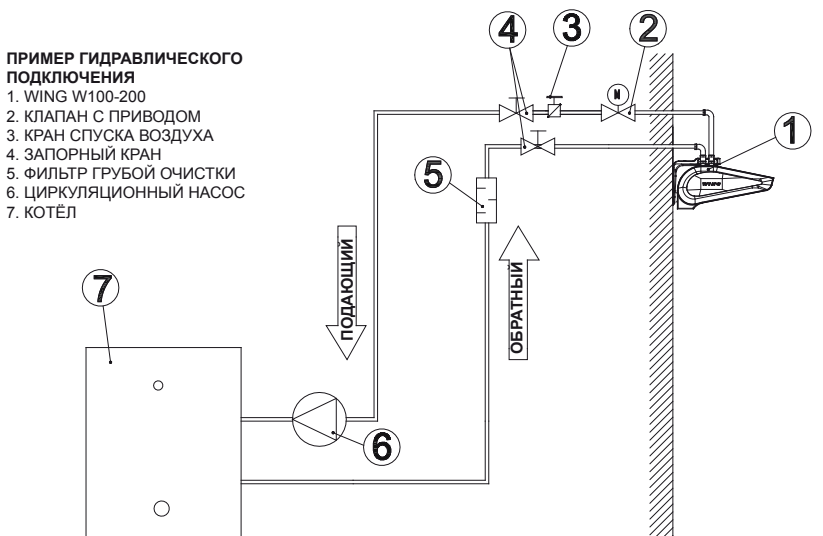 ПРИМЕР ГИДРАВЛИЧЕСКОГО
ПОДКЛЮЧЕНИЯ
1. WING W100-200
2. КЛАПАН С ПРИВОДОМ
3. КРАН СПУСКА ВОЗДУХА
4. ЗАПОРНЫЙ КРАН
5. ФИЛЬТР ГРУБОЙ ОЧИСТКИ
6. ЦИРКУЛЯЦИОННЫЙ НАСОС
7. КОТЁЛ
4
3
2
M
1
5
ПОДАЮЩИЙ
ОБРАТНЫЙ
7
6